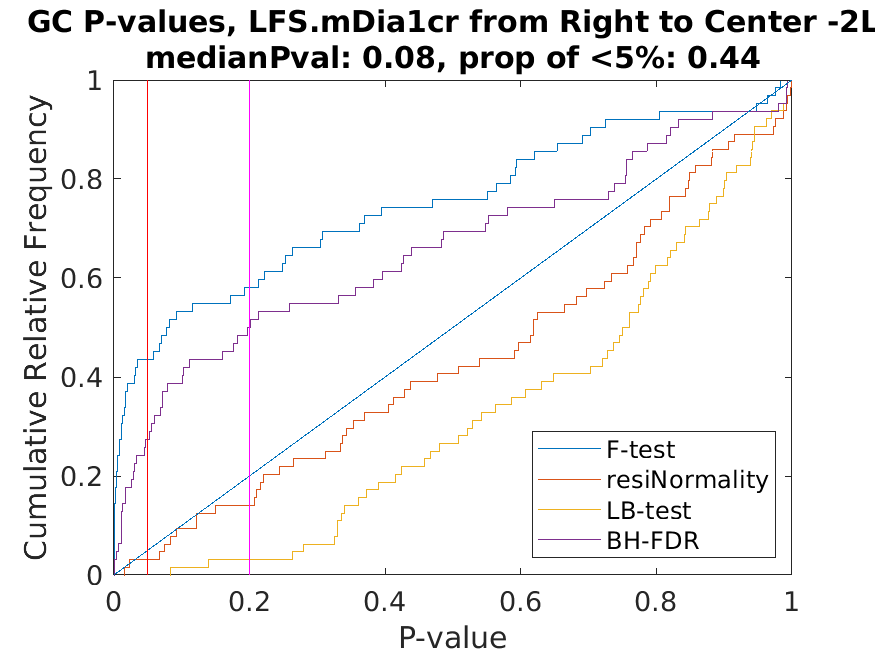 GC P-values, LFS.mDia1cr from Right to Center -2L
medianPval: 0.08, prop of <5%: 0.44
Cumulative Relative Frequency
1
0.8
0.6
0.4
0.2
0
0 0.2 0.4 0.6 0.8 1
P-value
F-test
resiNormality
LB-test
BH-FDR